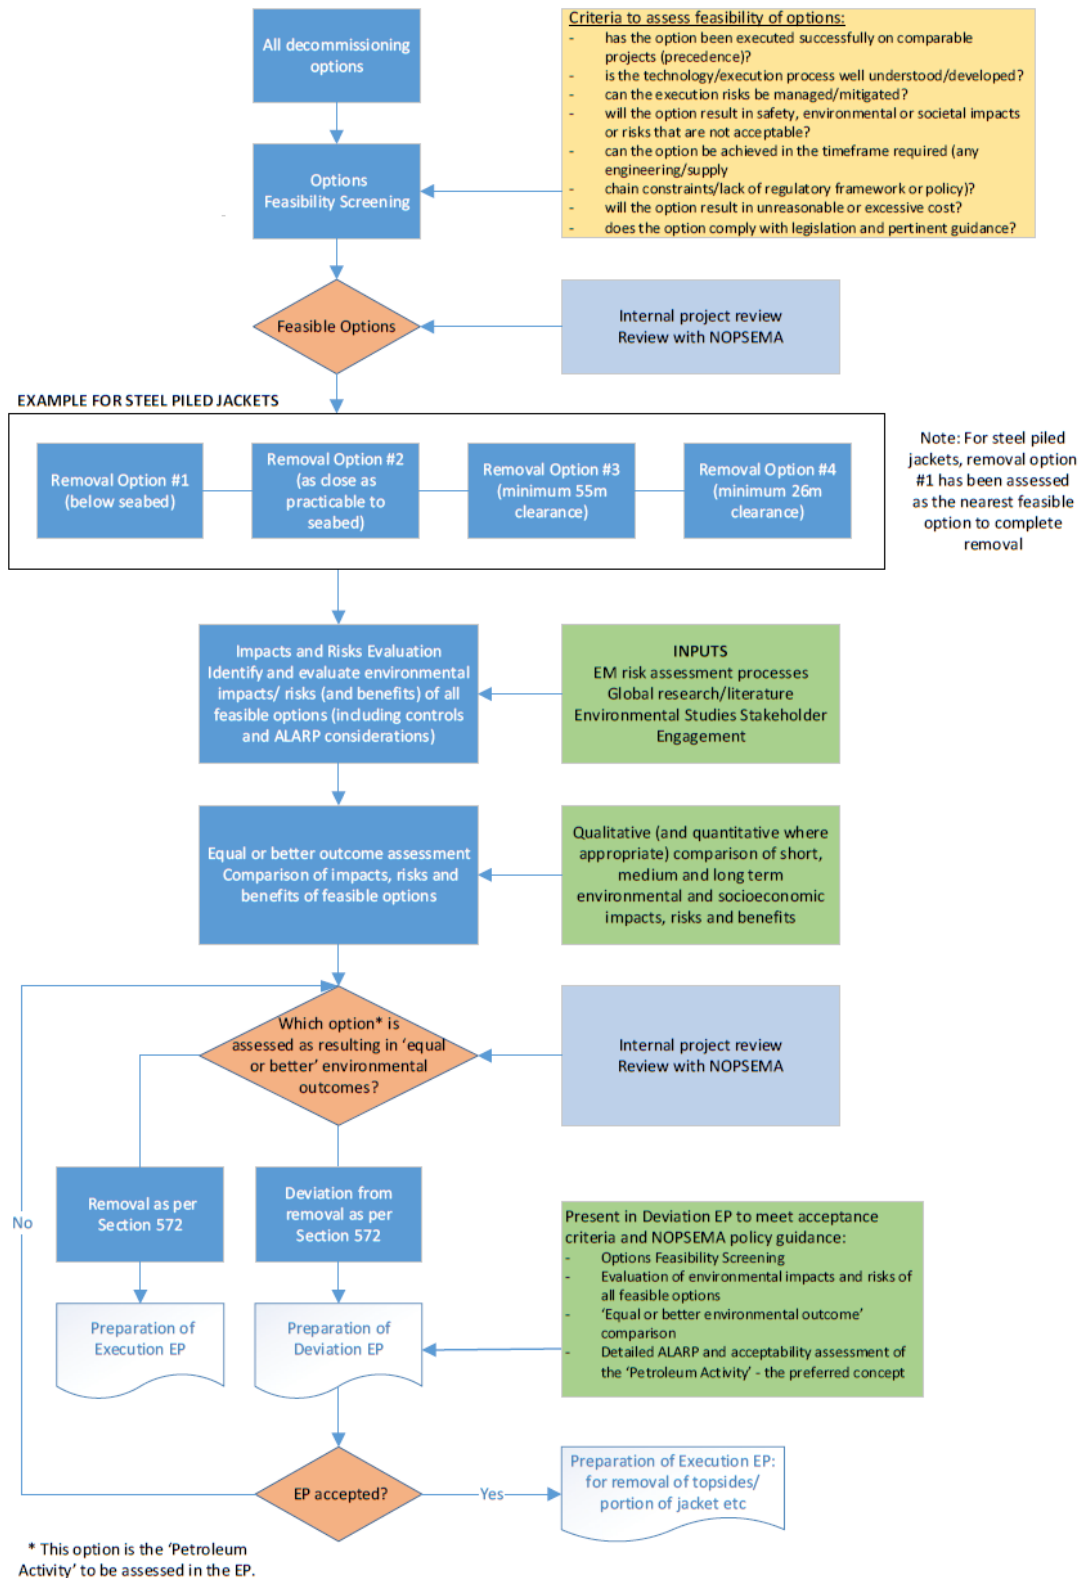 All decommissioning
options
Criteria to assess feasibility of options:
- has the option been executed successfully on comparable
projects (precedence)?
- is the technology/execution process well understood/developed?
- can the execution risks be managed/mitigated?
- will the option result in safety, environmental or societal impacts
or risks that are not acceptable?
- can the option be achieved in the timeframe required (any
engineering/supply
- chain constraints/lack of regulatory framework or policy)?
- will the option result in unreasonable or excessive cost?
- does the option comply with legislation and pertinent guidance?
Options
Feasibility Screening
Feasible Options
Internal project review
Review with NOPSEMA
EXAMPLE FOR STEEL PILED JACKETS
Removal Option #1
(below seabed)
Removal Option #2
(as close as
practicable to
seabed)
Removal Option #3
(minimum 55m
clearance)
Removal Option #4
(minimum 26m
clearance)
Note: For steel piled
jackets, removal option
#1 has been assessed
as the nearest feasible
option to complete
removal
Impacts and Risks Evaluation
Identify and evaluate environmental
impacts/ risks (and benefits) of all
feasible options (including controls
and ALARP considerations)
INPUTS
EM risk assessment processes
Global research/literature
Environmental Studies Stakeholder
Engagement
Equal or better outcome assessment
Comparison of impacts, risks and
benefits of feasible options
Qualitative (and quantitative where
appropriate) comparison of short,
medium and long term
environmental and socioeconomic
impacts, risks and benefits
Which option* is
assessed as resulting in ‘equal
or better’ environmental
outcomes?
Internal project review
Review with NOPSEMA
Removal as per
Section 572
Deviation from
removal as per
Section 572
No
Present in Deviation EP to meet acceptance
criteria and NOPSEMA policy guidance:
- Options Feasibility Screening
- Evaluation of environmental impacts and risks of
all feasible options
- ‘Equal or better environmental outcome’
comparison
- Detailed ALARP and acceptability assessment of
the ‘Petroleum Activity’ - the preferred concept
Preparation of
Execution EP
Preparation of
Deviation EP
EP accepted?
Yes
Preparation of Execution EP:
for removal of topsides/
portion of jacket etc
* This option is the ‘Petroleum
Activity’ to be assessed in the EP.